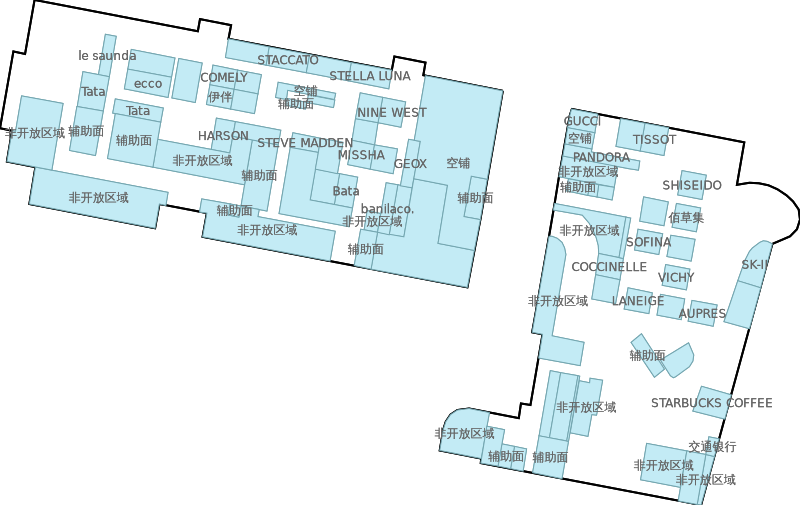 le saunda
STACCATO
STELLA LUNA
COMELY
ecco
Tata
空铺
伴伴
辅助面
Tata
NINE WEST
非开放区域
辅助面
辅助面
HARSON
STEVE MADDEN
非开放区域
MISSHA
GEOX
空铺
辅助面
Bata
辅助面
非开放区域
banilaco.
辅助面
非开放区域
非开放区域
辅助面
GUCCI
空铺
TISSOT
PANDORA
非开放区域
辅助面
SHISEIDO
佰草集
非开放区域
SOFINA
COCCINELLE
SK-II
VICHY
非开放区域
LANEIGE
AUPRES
辅助面
STARBUCKS COFFEE
非开放区域
非开放区域
交通银行
辅助面
辅助面
非开放区域
非开放区域